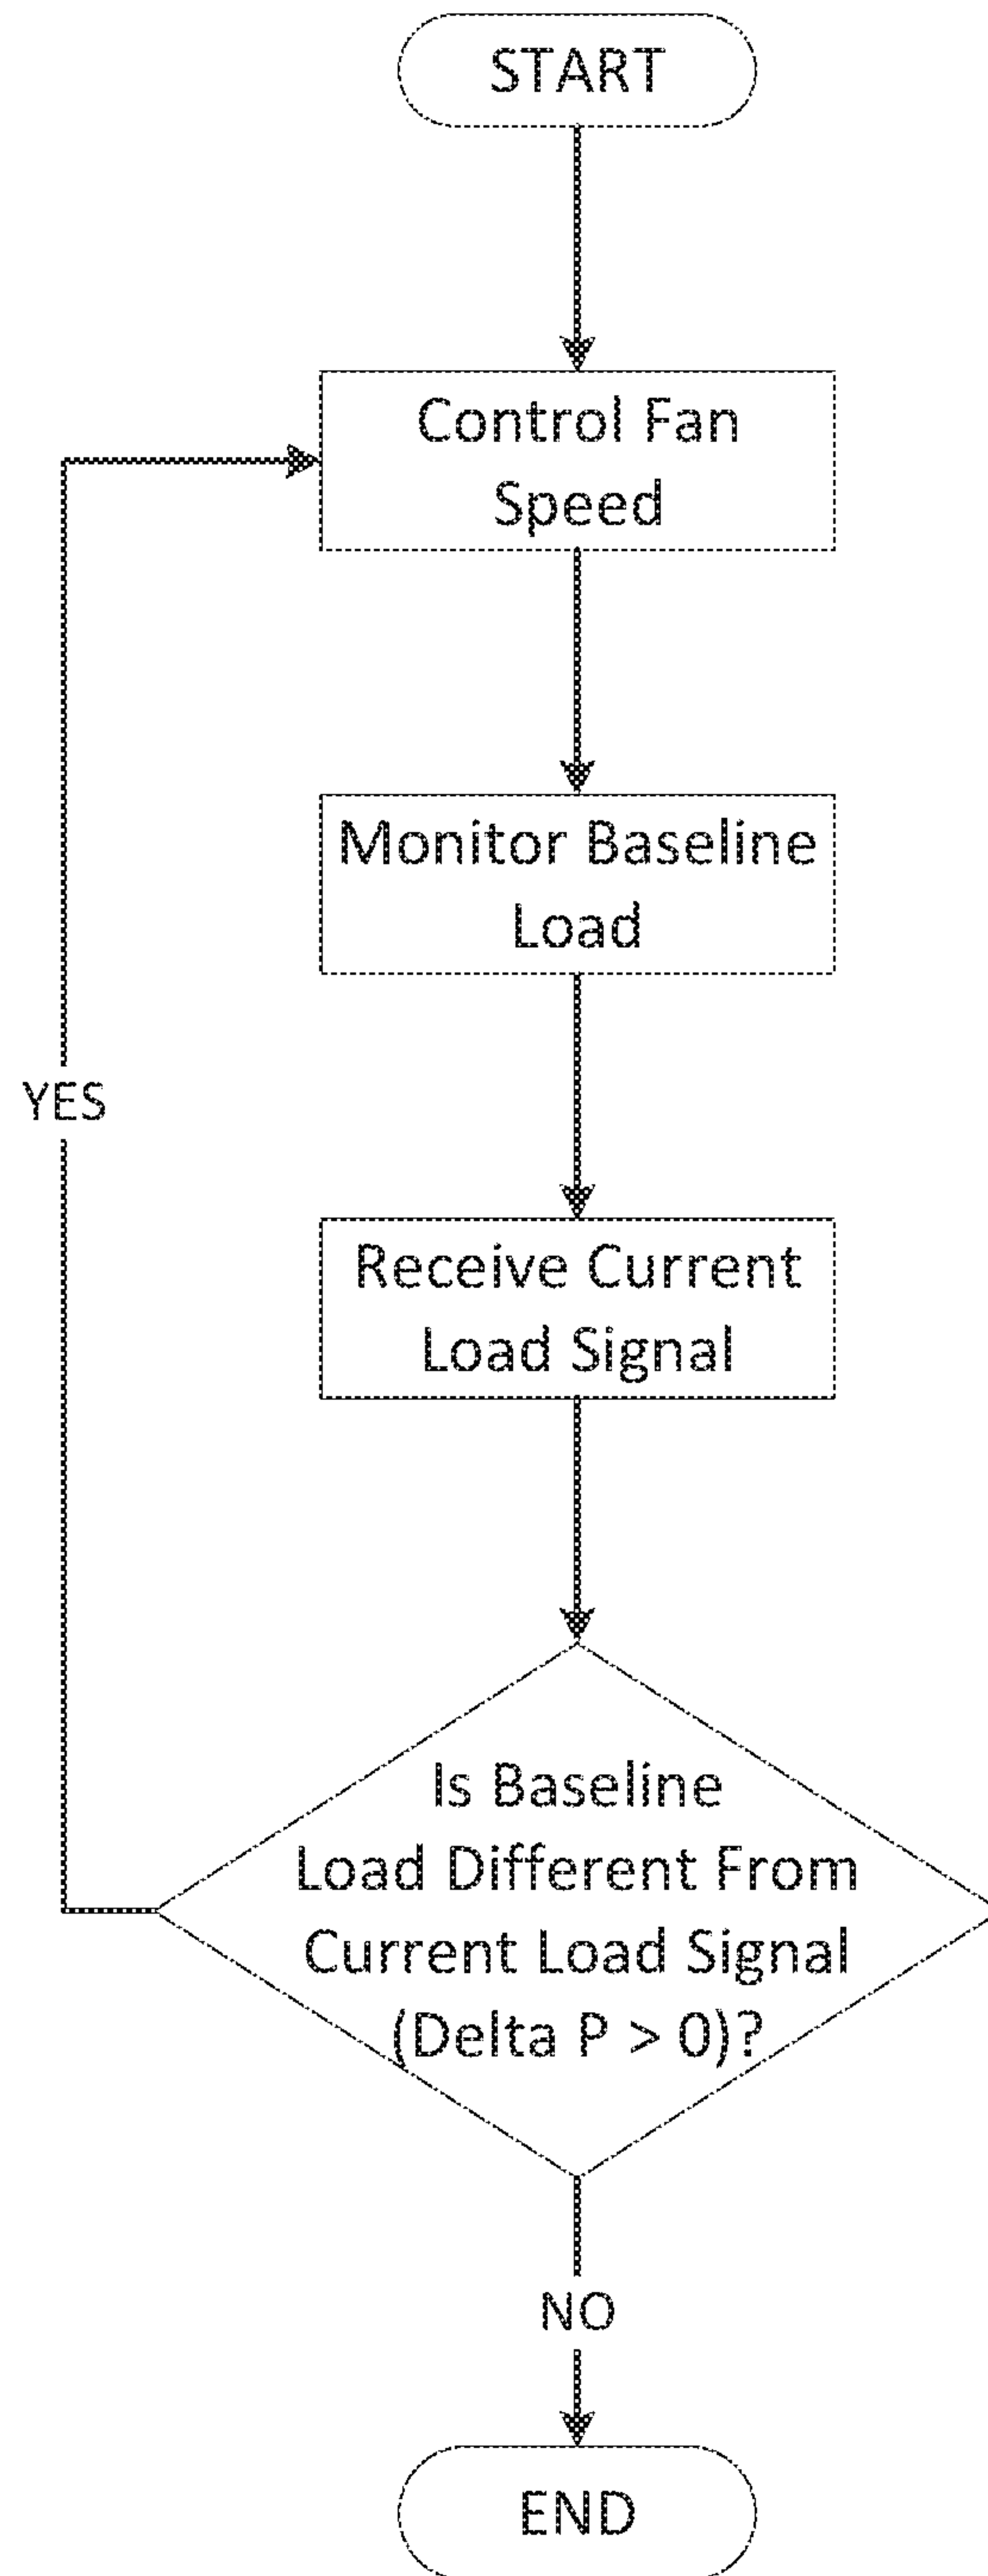 START
Control Fan
Speed
Monitor Baseline
Load
YES
Receive Current
Load Signal
Is Baseline
Load Different From
Current Load Signal
(Delta P > 0)?
NO
END